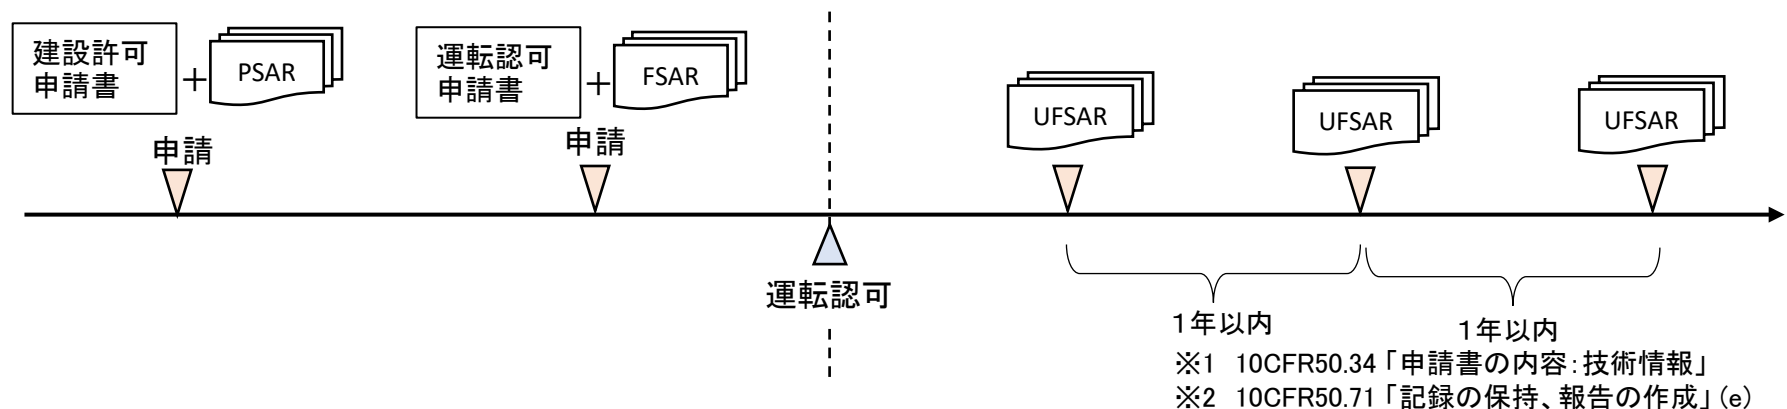 建設許可
申請書
+
PSAR
申請
運転認可
申請書
+
FSAR
申請
UFSAR
UFSAR
UFSAR
運転認可
1年以内
1年以内
※1 10CFR50.34「申請書の内容:技術情報」
※2 10CFR50.71「記録の保持、報告の作成」(e)